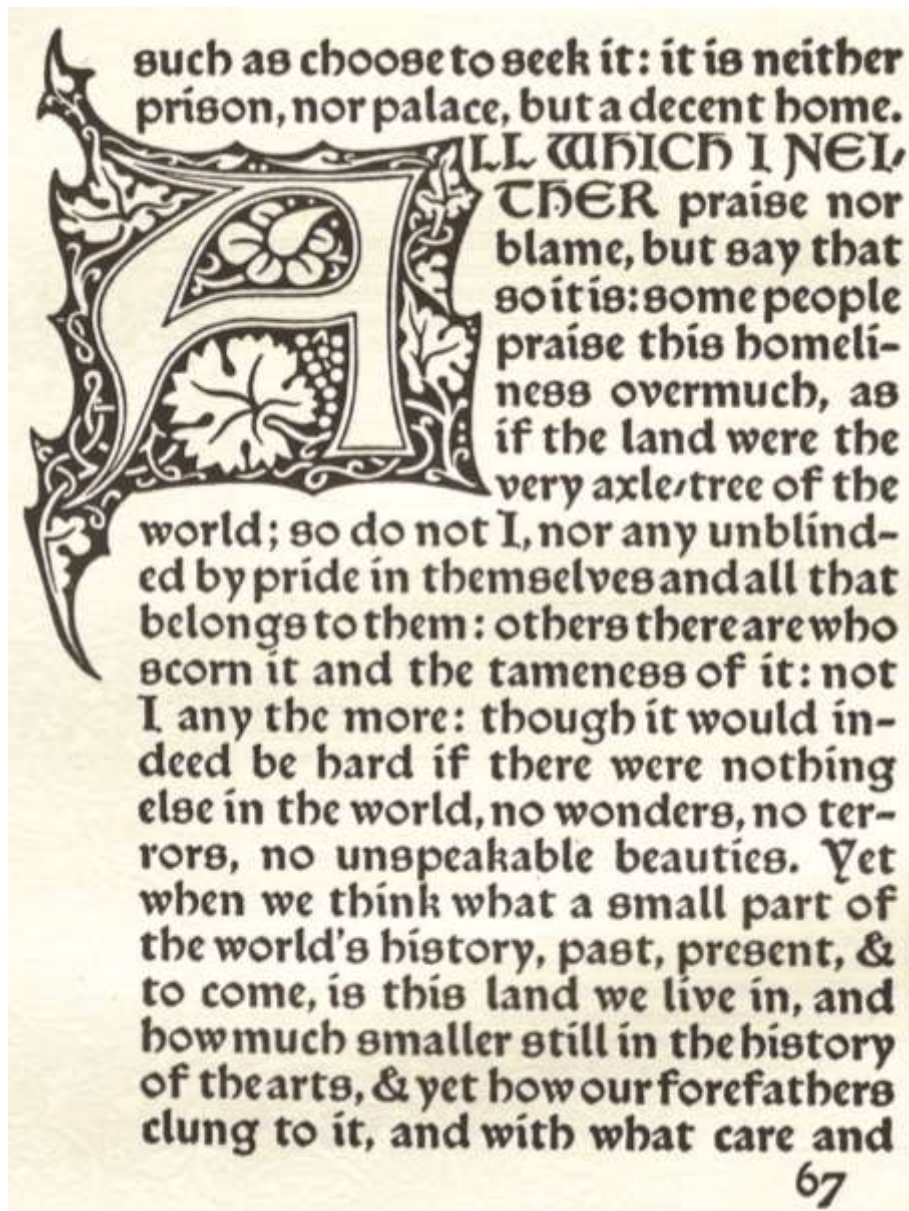 such as choose to seek it: it is neither
prison, nor palace, but a decent home.
ALL WHICH I NEI-
THER praise nor
blame, but say that
so it is: some people
praise this homeli-
ness overmuch, as
if the land were the
very axle-tree of the
world; so do not I, nor any unblind-
ed by pride in themselves and all that
belongs to them: others there are who
scorn it and the tameness of it: not
I any the more: though it would in-
deed be hard if there were nothing
else in the world, no wonders, no ter-
rors, no unspeakable beauties. Yet
when we think what a small part of
the world's history, past, present, &
to come, is this land we live in, and
how much smaller still in the history
of the arts, & yet how our forefathers
clung to it, and with what care and
67